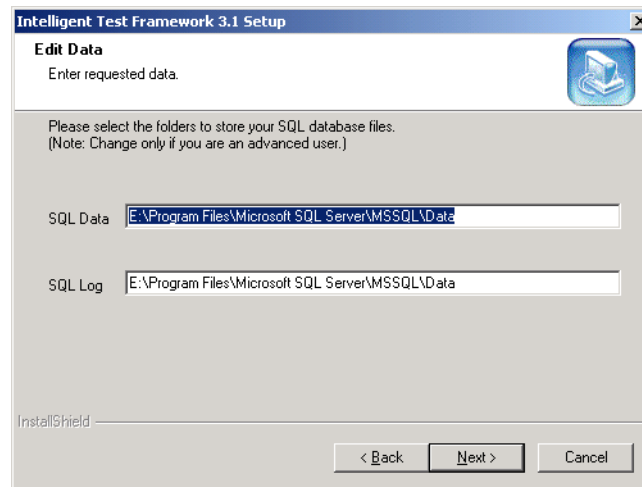 Intelligent Test Framework 3.1 Setup
Edit Data
Enter requested data.
Please select the folders to store your SQL database files.
(Note: Change only if you are an advanced user.)
SQL Data E:\Program Files\Microsoft SQL Server\MSSQL\Data
SQL Log E:\Program Files\Microsoft SQL Server\MSSQL\Data
InstallShield
< Back Next > Cancel